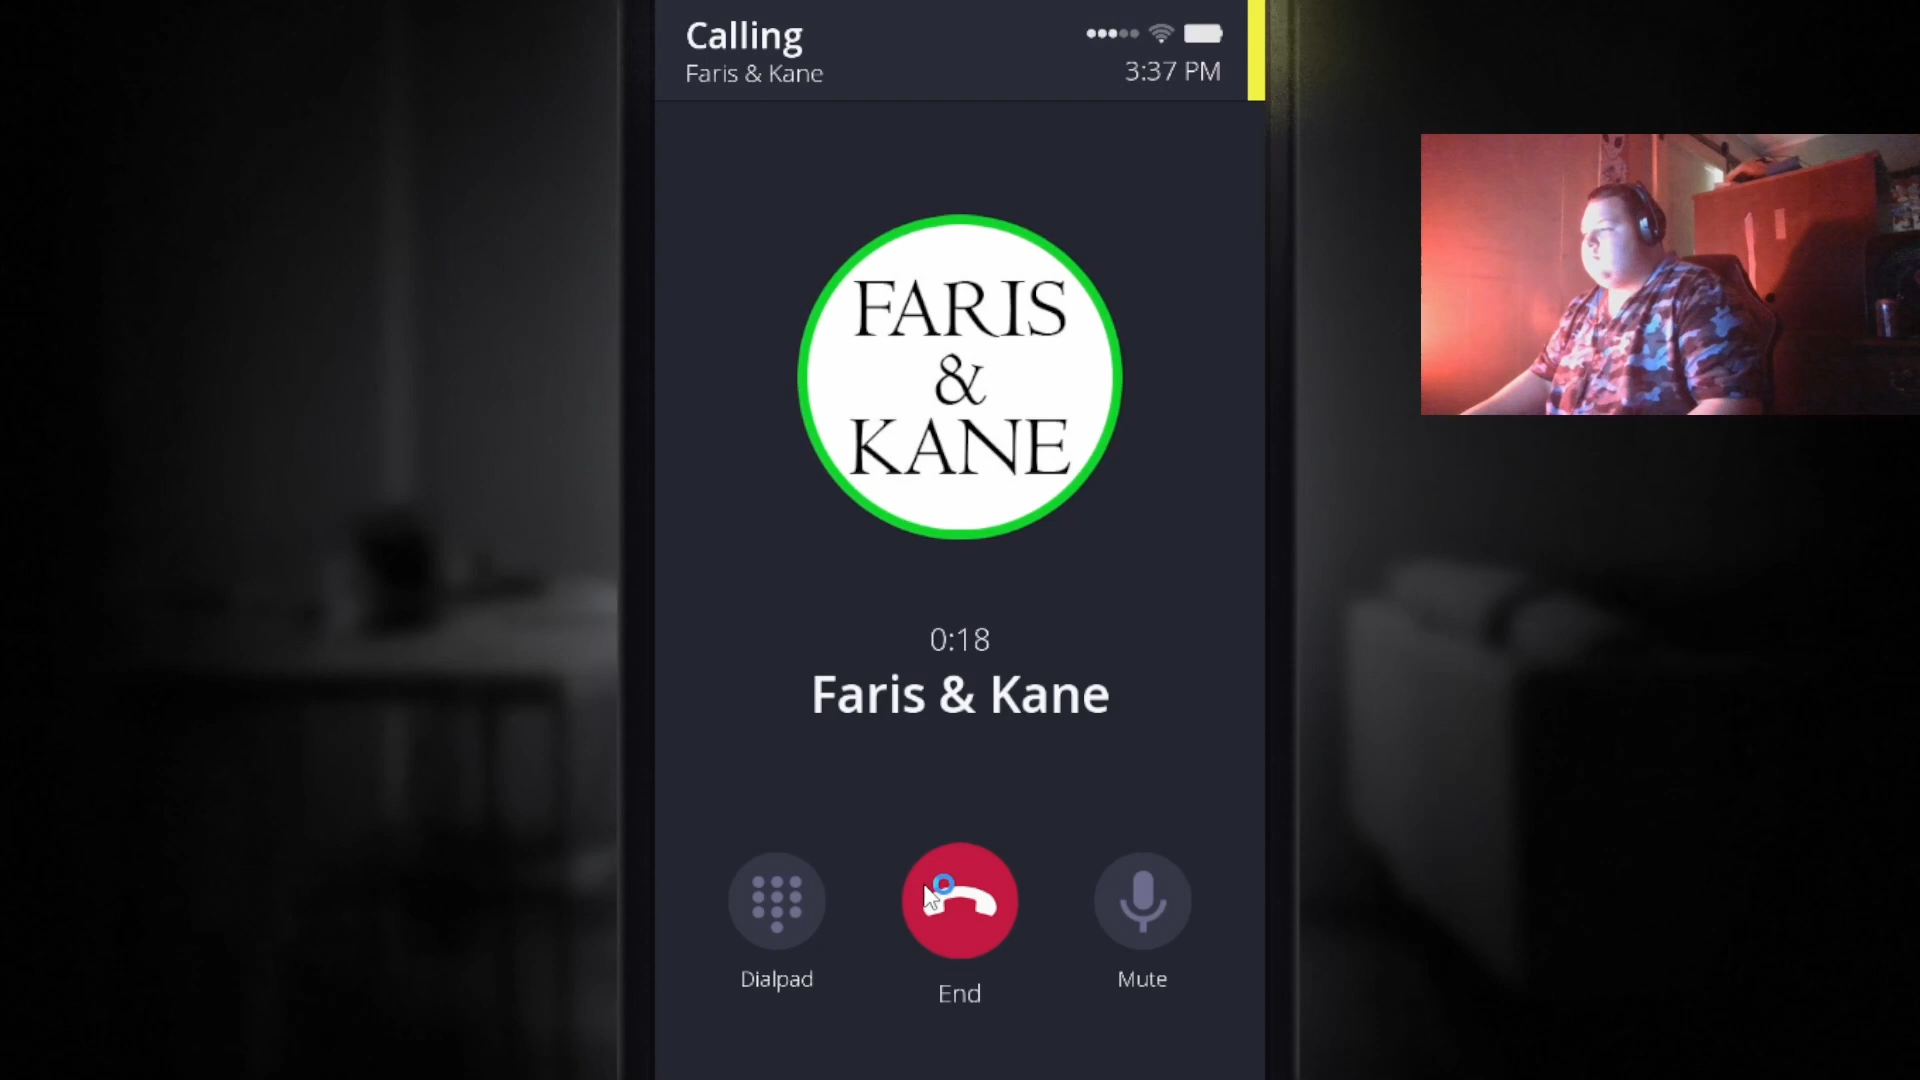 Calling
Faris & Kane
3:37 PM
FARIS
&
KANE
0:18
Faris & Kane
Dialpad
End
Mute